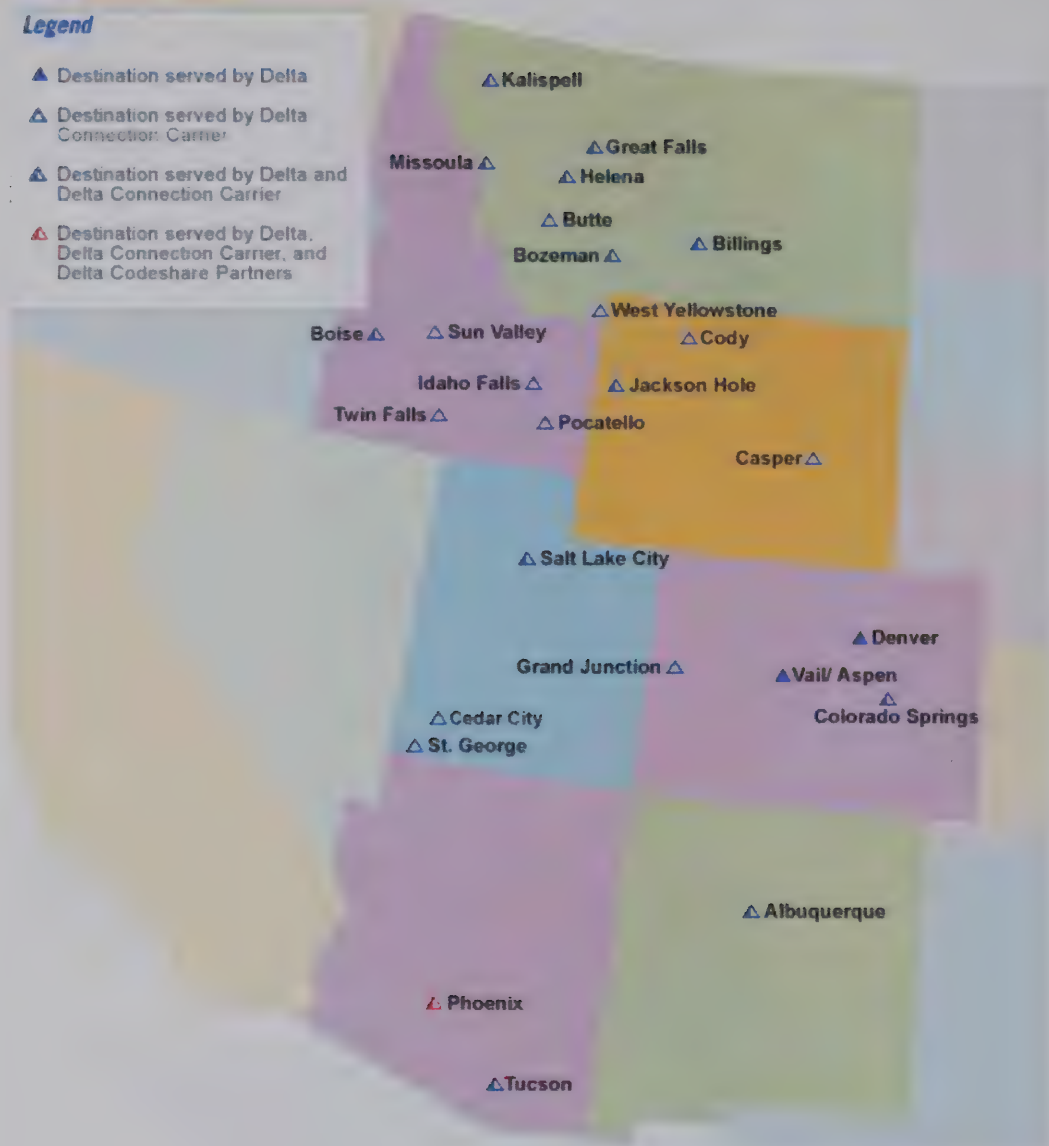 Legend
Destination served by Delta
Destination served by Delta
Connection Carrier
Destination served by Delta and
Delta Connection Carrier
Destination served by Delta,
Delta Connection Carrier, and
Delta Codeshare Partners
Kalispell
Great Falls
Missoula
Helena
Butte
Billings
Bozeman
West Yellowstone
Boise
Sun Valley
Cody
Idaho Falls
Jackson Hole
Twin Falls
Pocatello
Casper
Salt Lake City
Denver
Grand Junction
Vail/ Aspen
Colorado Springs
Cedar City
St. George
Albuquerque
Phoenix
Tucson